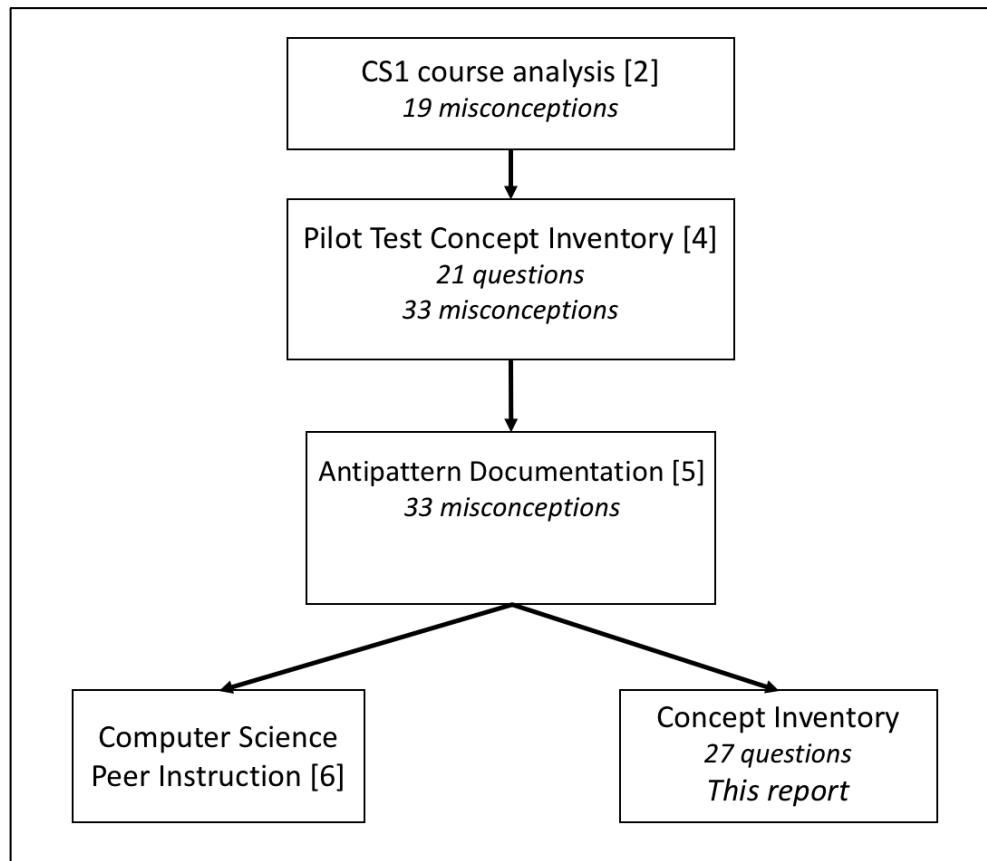 CS1 course analysis [2]
19 misconceptions
Pilot Test Concept Inventory [4]
21 questions
33 misconceptions
Antipattern Documentation [5]
33 misconceptions
Computer Science
Peer Instruction [6]
Concept Inventory
27 questions
This report